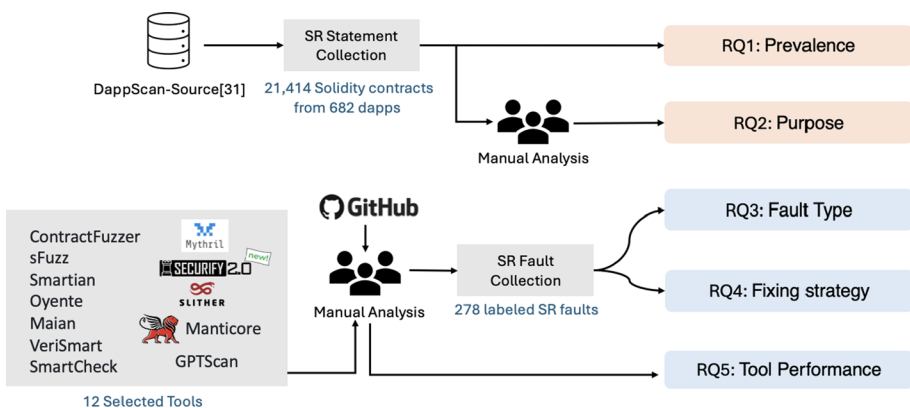 DappScan-Source[31]
SR Statement
Collection
21,414 Solidity contracts
from 682 dapps
Manual Analysis
RQ1: Prevalence
RQ2: Purpose
ContractFuzzer
sFuzz
Smartian
Oyente
Maian
VeriSmart
SmartCheck
Mythril
new!
SECURIFY 2.0
SLITHER
Manticore
GPTScan
12 Selected Tools
GitHub
Manual Analysis
SR Fault
Collection
278 labeled SR faults
RQ3: Fault Type
RQ4: Fixing strategy
RQ5: Tool Performance